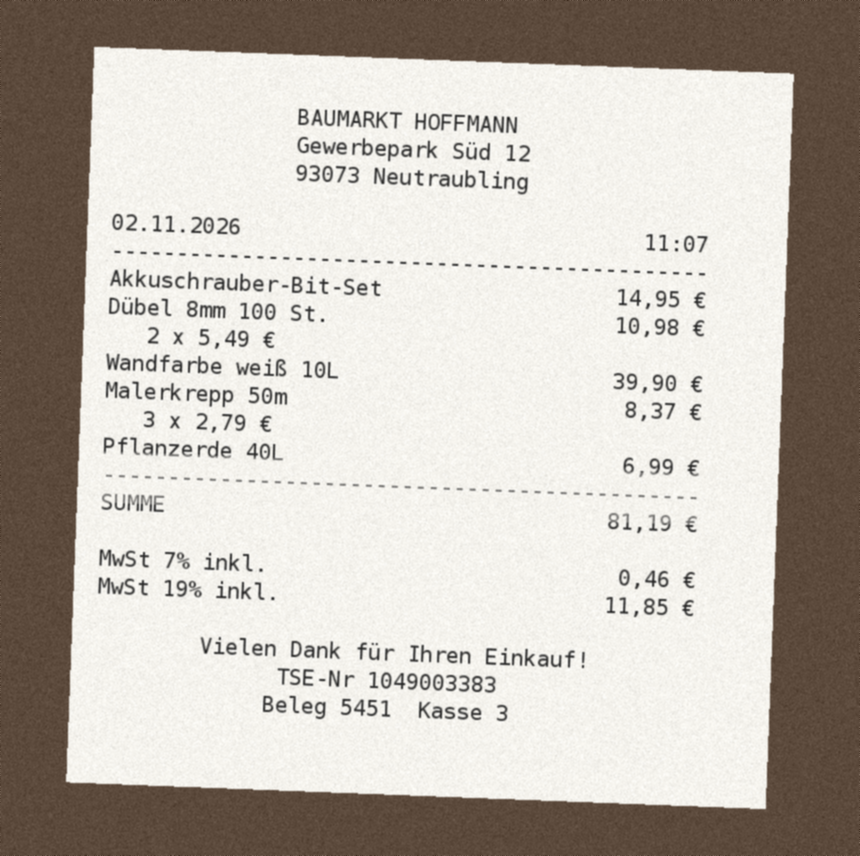 BAUMARKT HOFFMANN
Gewerbepark Süd 12
93073 Neutraubling
02.11.2026 11:07
------------------------------------------------
Akkuschrauber-Bit-Set 14,95 €
Dübel 8mm 100 St. 10,98 €
2 x 5,49 €
Wandfarbe weiß 10L 39,90 €
Malerkrepp 50m 8,37 €
3 x 2,79 €
Pflanzerde 40L 6,99 €
------------------------------------------------
SUMME 81,19 €
MwSt 7% inkl. 0,46 €
MwSt 19% inkl. 11,85 €
Vielen Dank für Ihren Einkauf!
TSE-Nr 1049003383
Beleg 5451 Kasse 3